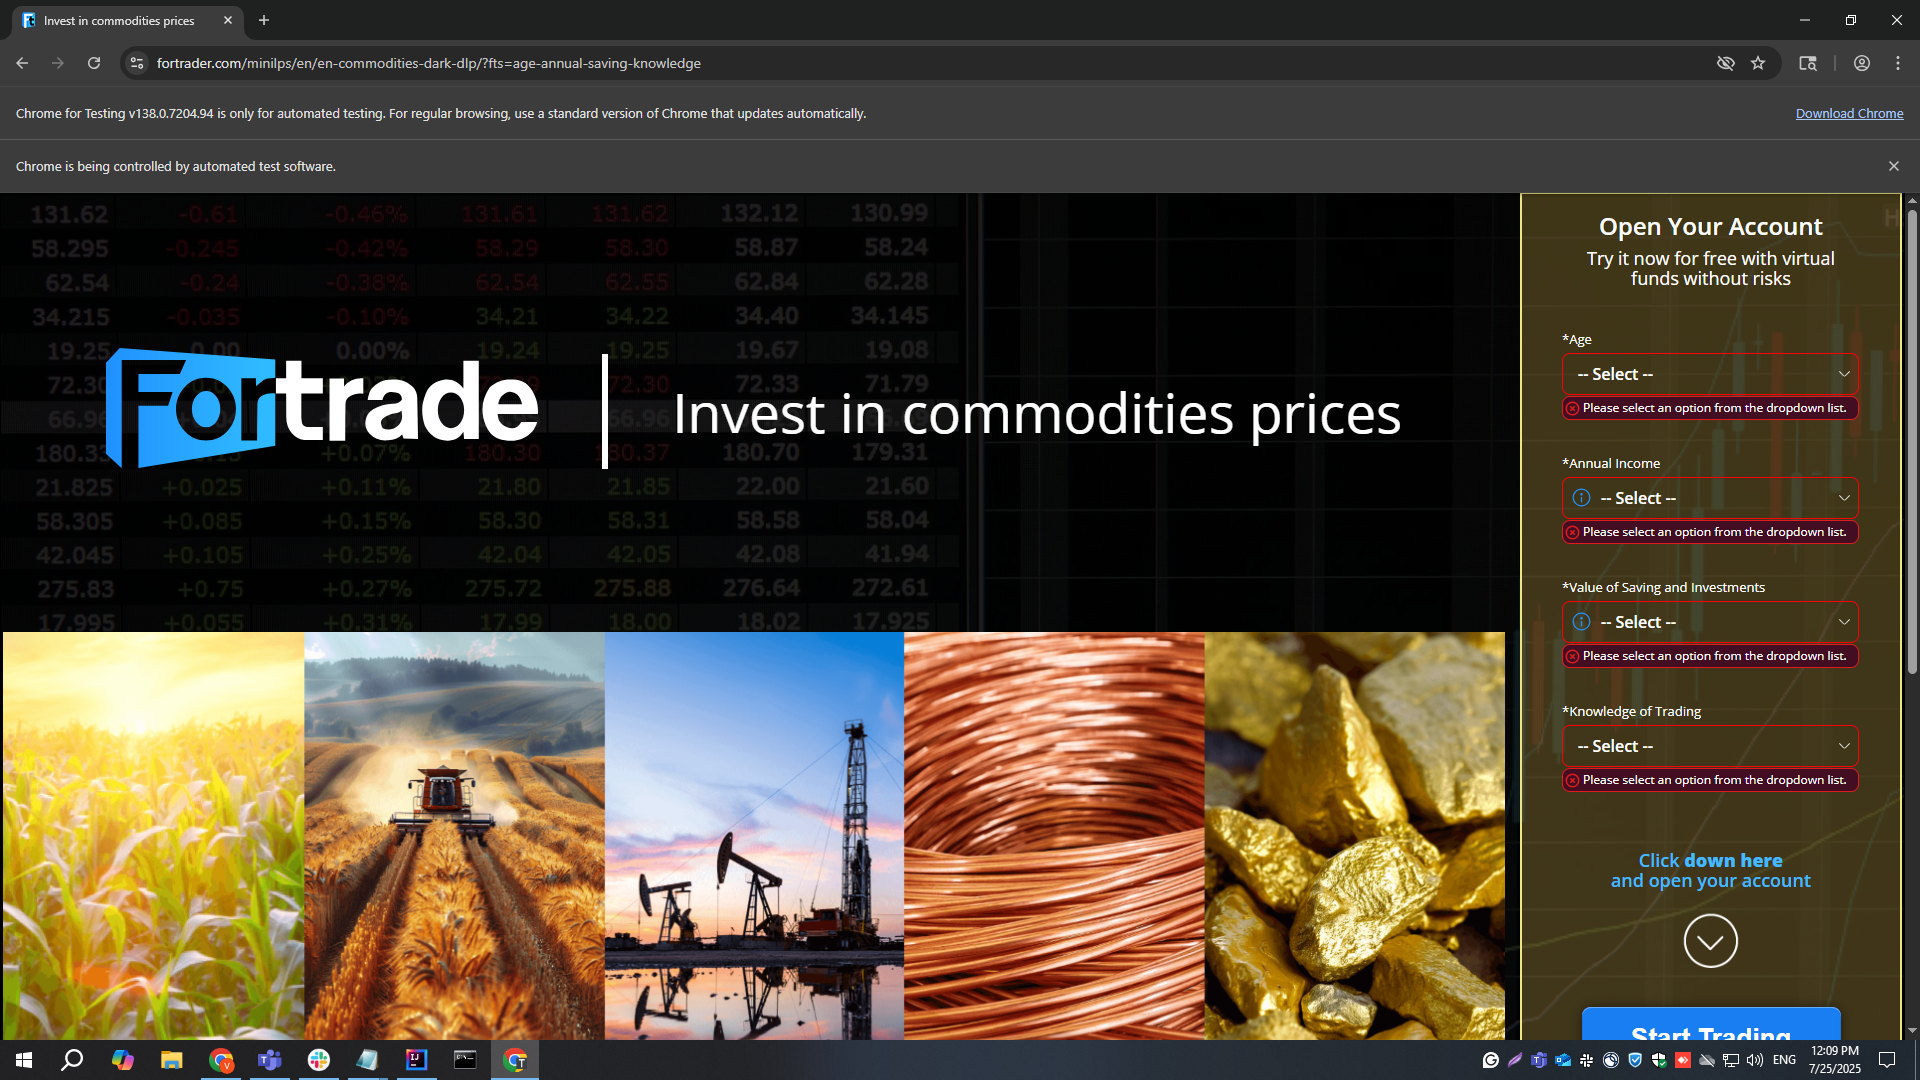 Invest in commodities prices
fortrader.com/minilps/en/en-commodities-dark-dlp/?fts=age-annual-saving-knowledge
Chrome for Testing v138.0.7204.94 is only for automated testing. For regular browsing, use a standard version of Chrome that updates automatically.
Download Chrome
Chrome is being controlled by automated test software.
131.62 -0.61 -0.46% 131.61 131.62 132.12 130.99
58.295 -0.245 -0.42% 58.29 58.30 58.87 58.24
62.54 -0.24 -0.38% 62.54 62.55 62.84 62.28
34.215 -0.035 -0.10% 34.21 34.22 34.40 34.145
19.25 0.00 0.00% 19.24 19.25 19.67 19.08
72.30 72.33 71.79
66.96
180.30 180.70 179.31
21.825 +0.025 +0.11% 21.80 21.85 22.00 21.60
58.305 +0.085 +0.15% 58.30 58.31 58.58 58.04
42.045 +0.105 +0.25% 42.04 42.05 42.08 41.94
275.83 +0.75 +0.27% 275.72 275.88 276.64 272.61
17.995 +0.055 +0.31% 17.99 18.00 18.02 17.925
Fortrade
Invest in commodities prices
Open Your Account
Try it now for free with virtual
funds without risks
*Age
-- Select --
Please select an option from the dropdown list.
*Annual Income
-- Select --
Please select an option from the dropdown list.
*Value of Saving and Investments
-- Select --
Please select an option from the dropdown list.
*Knowledge of Trading
-- Select --
Please select an option from the dropdown list.
Click down here
and open your account
Start Trading
ENG
12:09 PM
7/25/2025